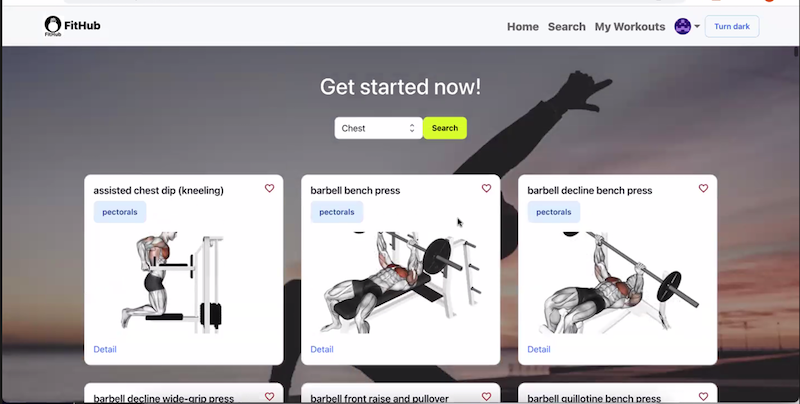 FitHub
FitHub
Home
Search
My Workouts
Turn dark
Get started now!
Chest
Search
assisted chest dip (kneeling)
pectorals
Detail
barbell bench press
pectorals
Detail
barbell decline bench press
pectorals
Detail
barbell decline wide-grip press
barbell front raise and pullover
barbell guillotine bench press